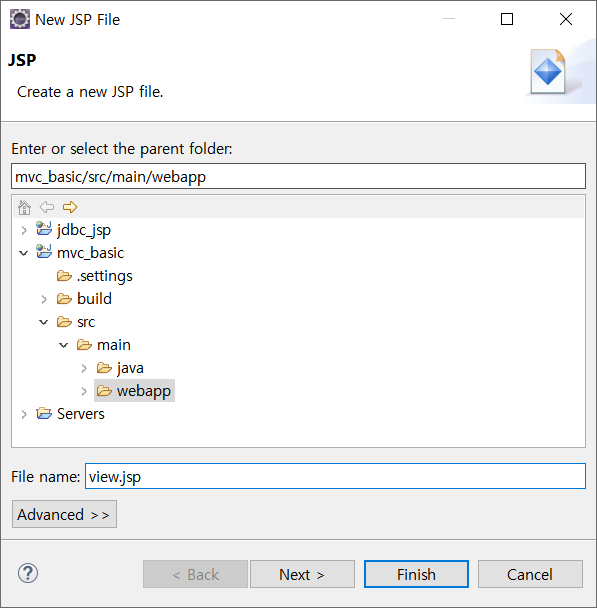 New JSP File
JSP
Create a new JSP file.
Enter or select the parent folder:
mvc_basic/src/main/webapp
jdbc_jsp
mvc_basic
.settings
build
src
main
java
webapp
Servers
File name: view.jsp
Advanced >>
? < Back Next > Finish Cancel